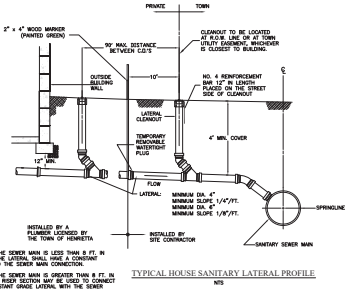 PRIVATE
TOWN
2" x 4" WOOD MARKER
(PAINTED GREEN)
90' MAX. DISTANCE
BETWEEN C.O'S
CLEANOUT TO BE LOCATED
AT R.O.W. LINE OR AT TOWN
UTILITY EASEMENT, WHICHEVER
IS CLOSEST TO BUILDING.
OUTSIDE
BUILDING
WALL
10'
NO. 4 REINFORCEMENT
BAR 12" IN LENGTH
PLACED ON THE STREET
SIDE OF CLEANOUT
LATERAL
CLEANOUT
4' MIN. COVER
TEMPORARY
REMOVABLE
WATERTIGHT
PLUG
12" MIN.
FLOW
LATERAL:
MINIMUM DIA. 4"
MINIMUM SLOPE 1/4"/FT.
MINIMUM DIA. 6"
MINIMUM SLOPE 1/8"/FT.
SPRINGLINE
INSTALLED BY A
PLUMBER LICENSED BY
THE TOWN OF HENRIETTA
INSTALLED BY
SITE CONTRACTOR
SANITARY SEWER MAIN
HE SEWER MAIN IS LESS THAN 8 FT. IN
HE LATERAL SHALL HAVE A CONSTANT
O THE SEWER MAIN CONNECTION.
HE SEWER MAIN IS GREATER THAN 8 FT. IN
RISER SECTION MAY BE USED TO CONNECT
STANT GRADE LATERAL WITH THE SEWER
TYPICAL HOUSE SANITARY LATERAL PROFILE
NTS